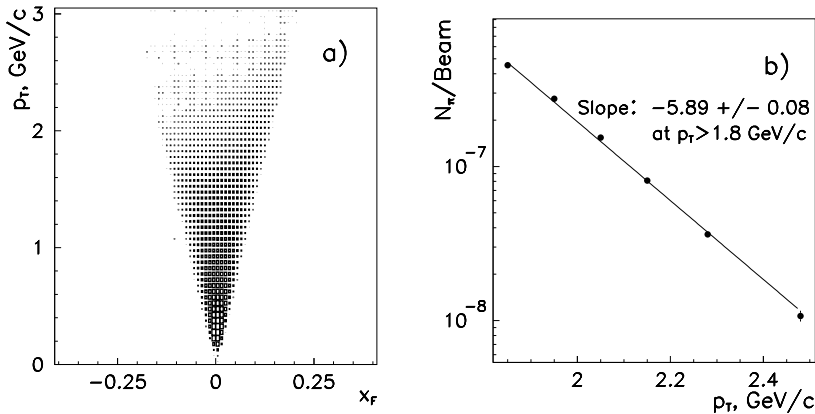 a)
p_T, GeV/c
3
2
1
0
-0.25
0
0.25
x_F
b)
N_π/Beam
Slope: -5.89 +/- 0.08
at p_T>1.8 GeV/c
10^-7
10^-8
2
2.2
2.4
p_T, GeV/c